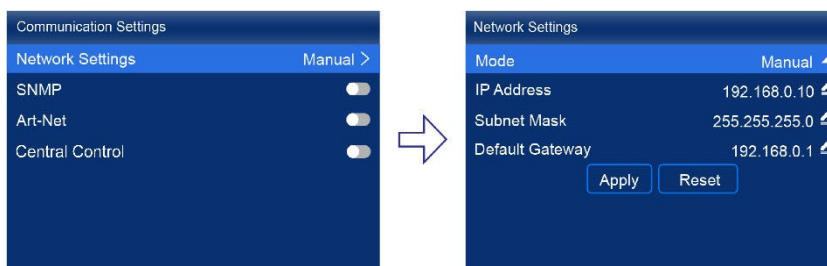 Communication Settings
Network Settings Manual >
SNMP
Art-Net
Central Control
Network Settings
Mode Manual
IP Address 192.168.0.10
Subnet Mask 255.255.255.0
Default Gateway 192.168.0.1
Apply Reset